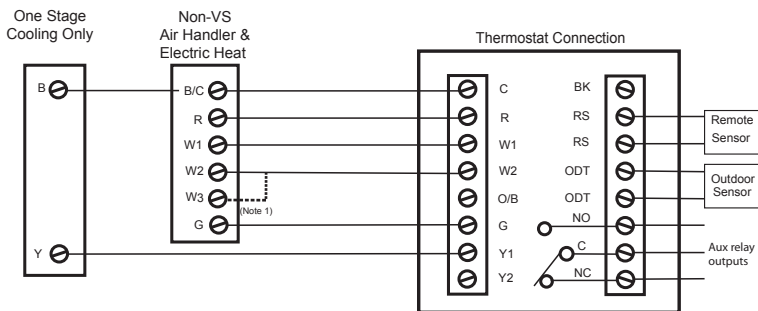 One Stage
Cooling Only
Non-VS
Air Handler &
Electric Heat
Thermostat Connection
B
Y
B/C
R
W1
W2
W3
(Note 1)
G
C
R
W1
W2
O/B
G
Y1
Y2
BK
RS
RS
ODT
ODT
NO
C
NC
Remote
Sensor
Outdoor
Sensor
Aux relay
outputs